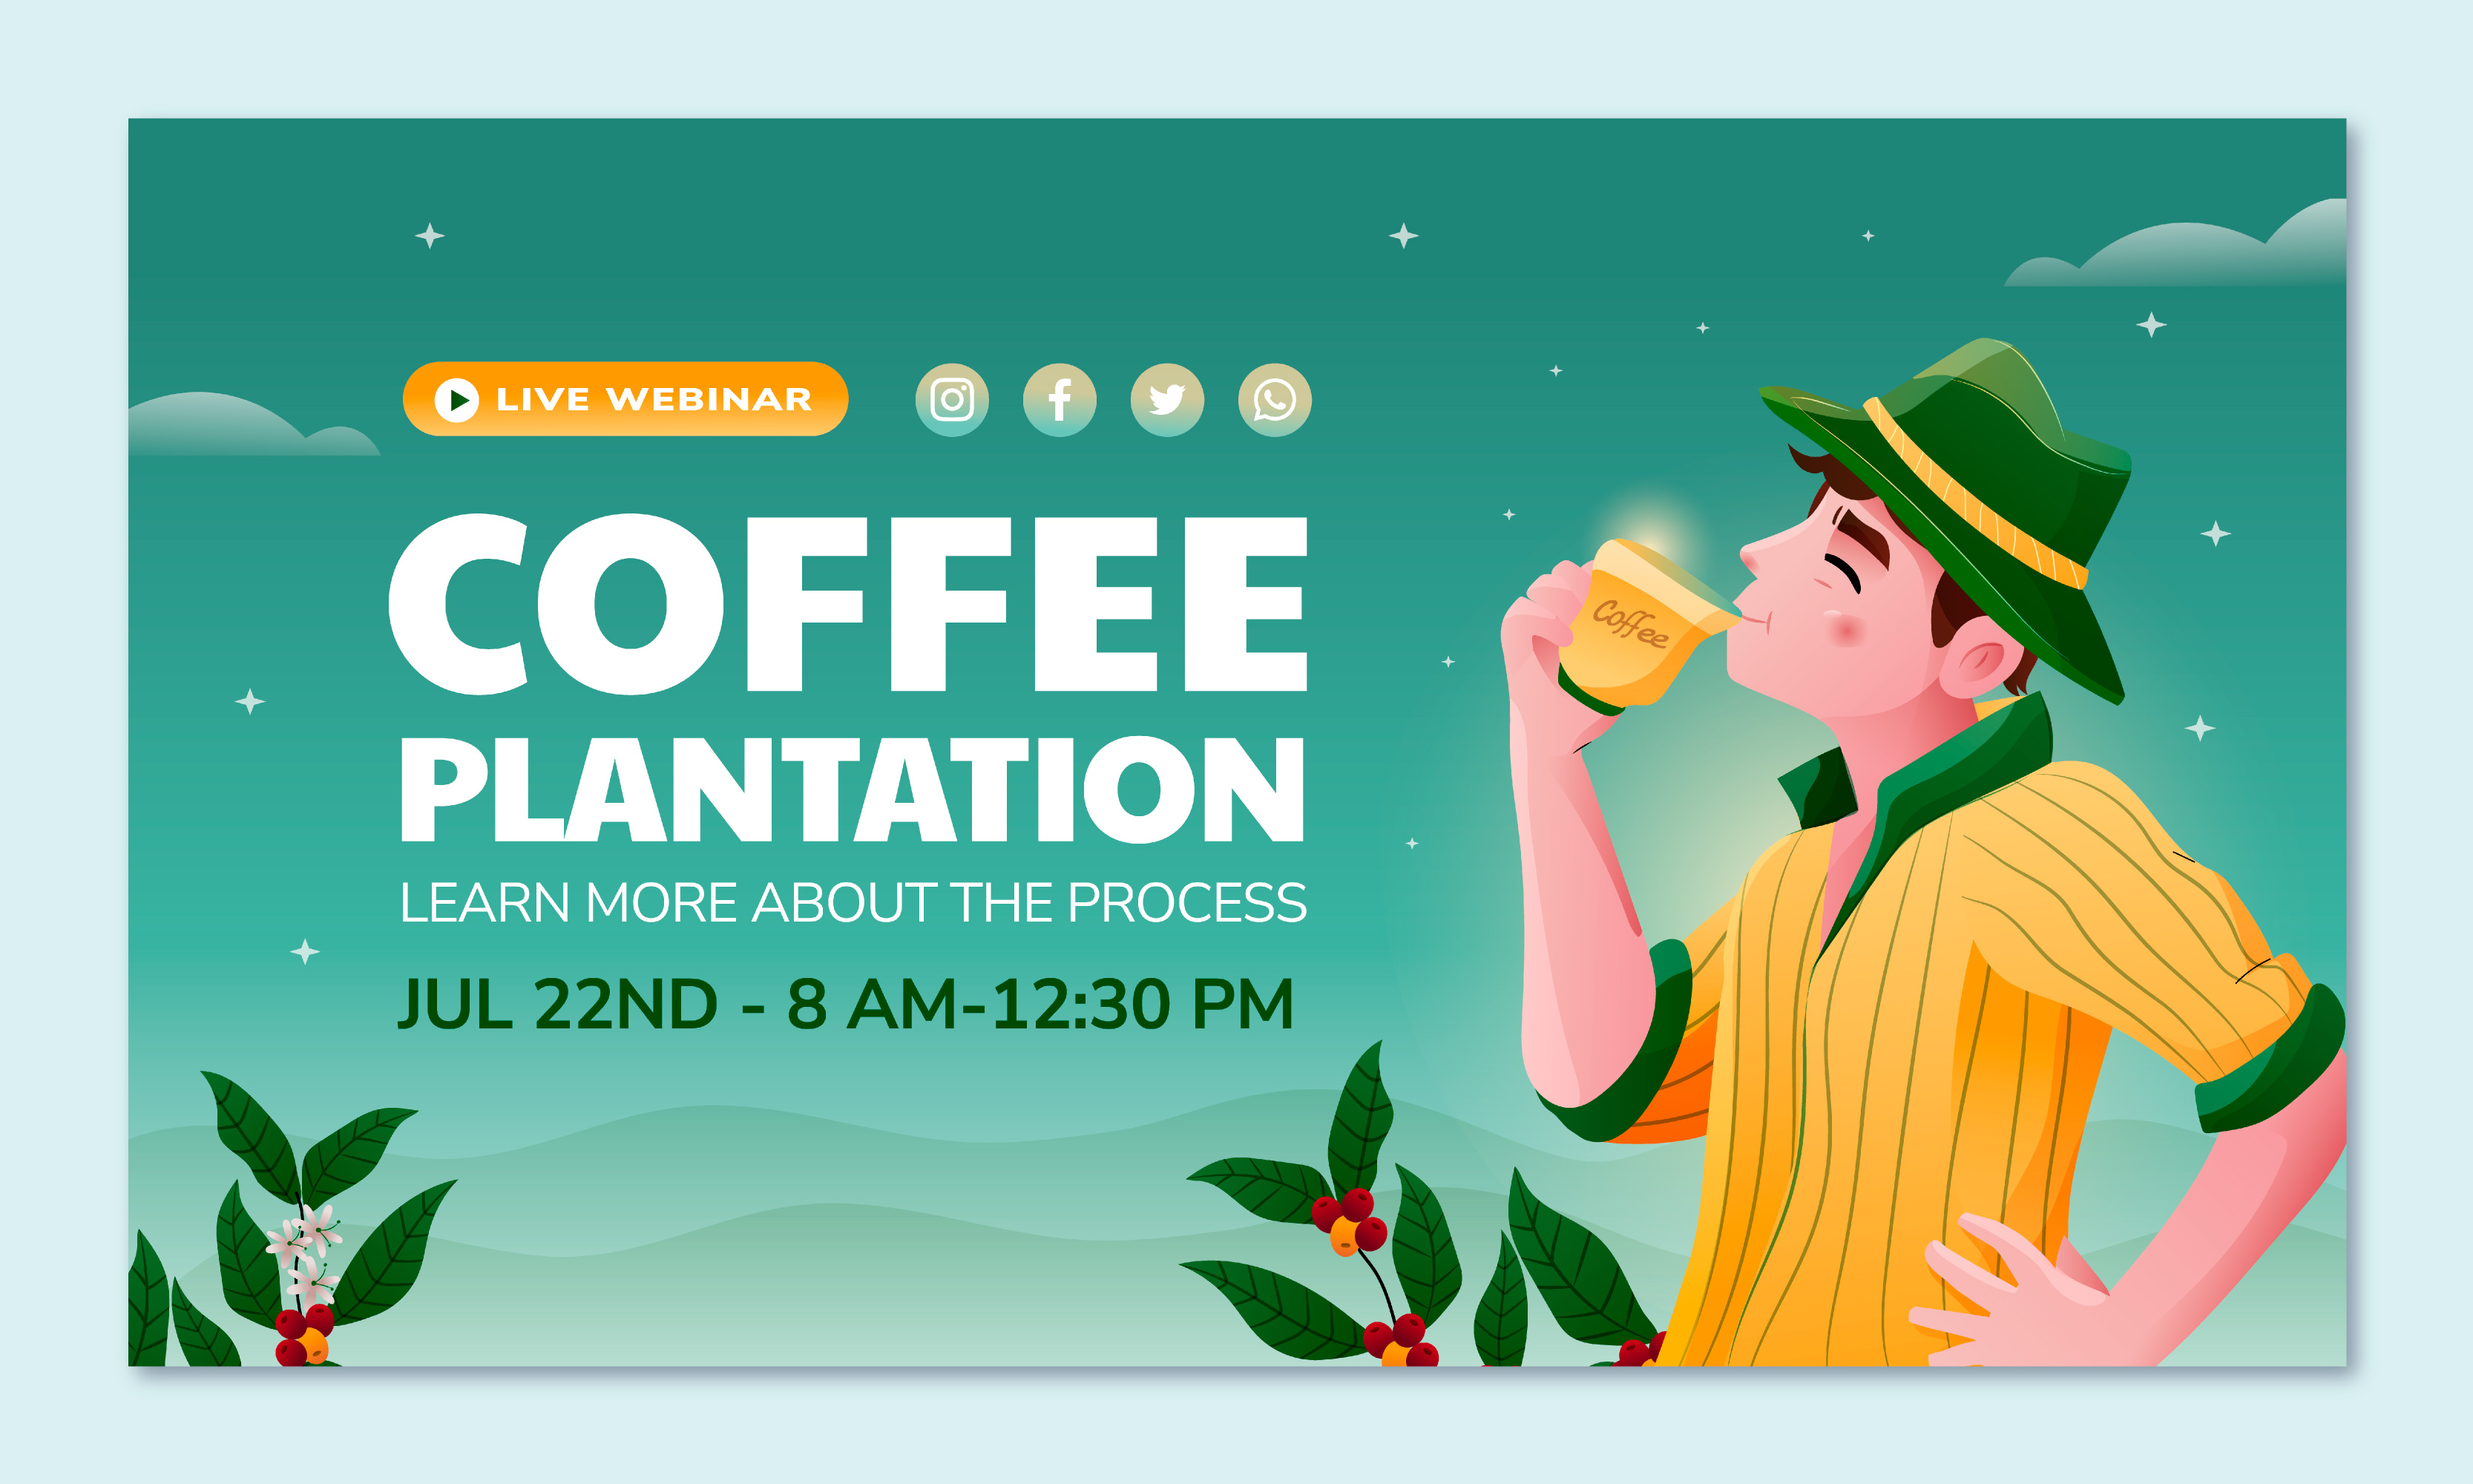 LIVE WEBINAR
COFFEE
PLANTATION
LEARN MORE ABOUT THE PROCESS
JUL 22ND - 8 AM-12:30 PM
Coffee